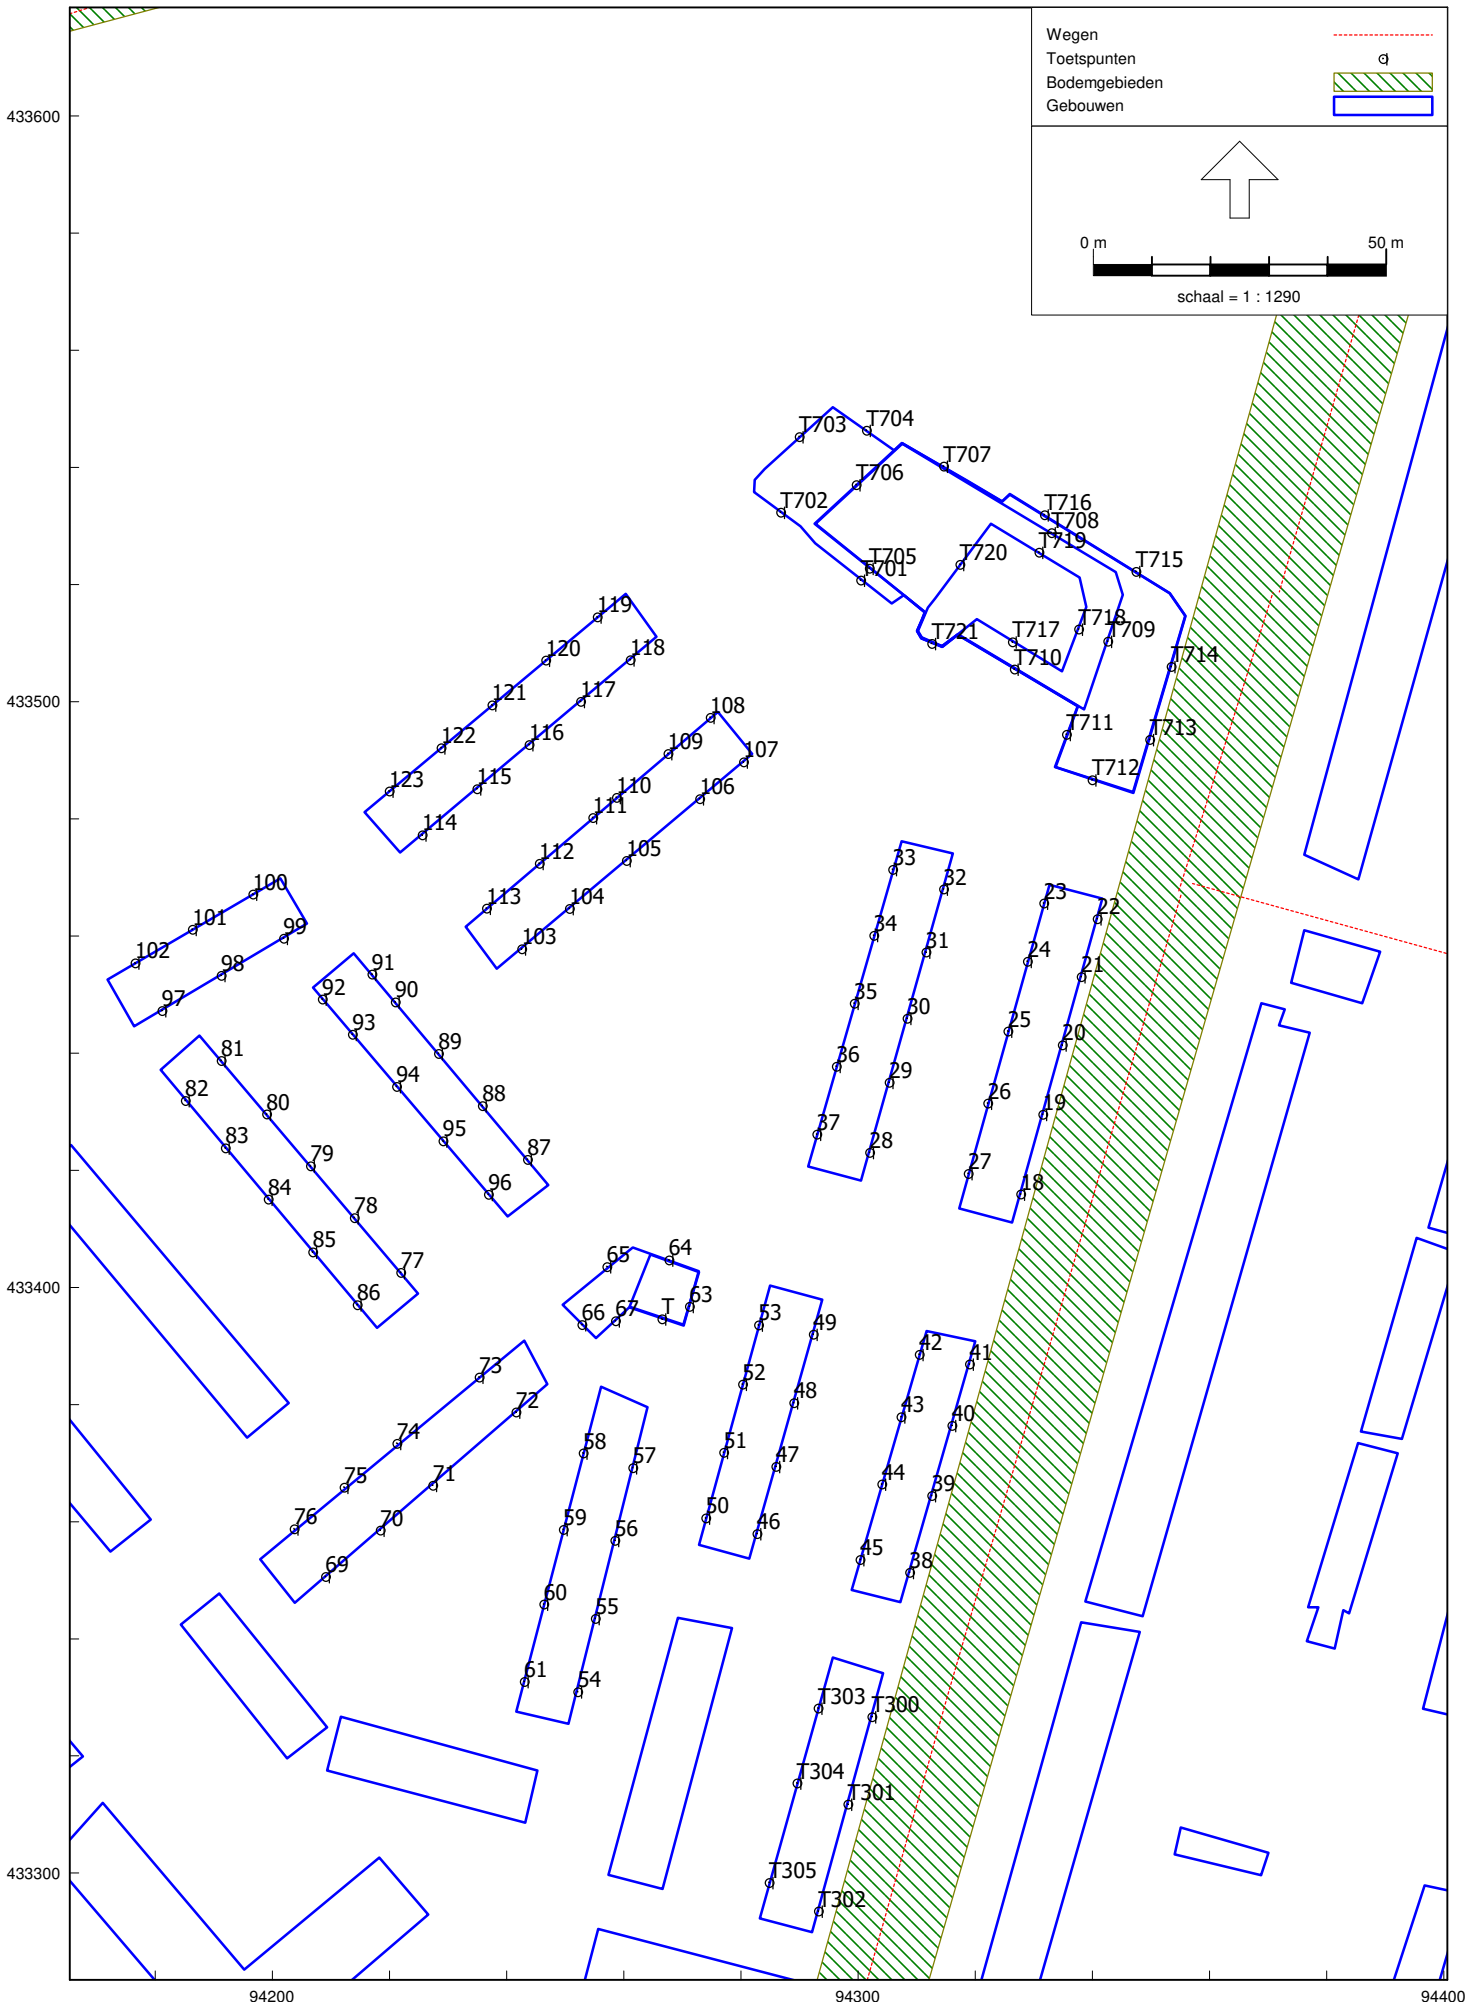 Wegen
Toetspunten
Bodemgebieden
Gebouwen
0 m 50 m
schaal = 1 : 1290
433600
T703 T704
T706 T707
T702 T716
T708
T705 T720 T719 T715
T701
119 T721 T717 T718 T709
120 118 T710 T714
121 117 108
122 116 109 107 T711 T713
123 115 110 106 T712
114 111
433500
112 105 33
113 104 32
100 103 23 22
101 99 34
102 98 31 24 21
97 92 91 90 35 30 25 20
93 89 36 29
81 94 88 26 19
82 80 95 87 37 28
83 79 96 27 18
84 78
85 77 65 64
86 66 67 T 63
433400
53 49 42 41
73 72 52 48 43 40
74 58 57 51 47 44 39
75 71
76 70 59 56 50 46 45 38
69 60 55
61 54 T303 T300
T304 T301
T305 T302
433300
94200 94300 94400